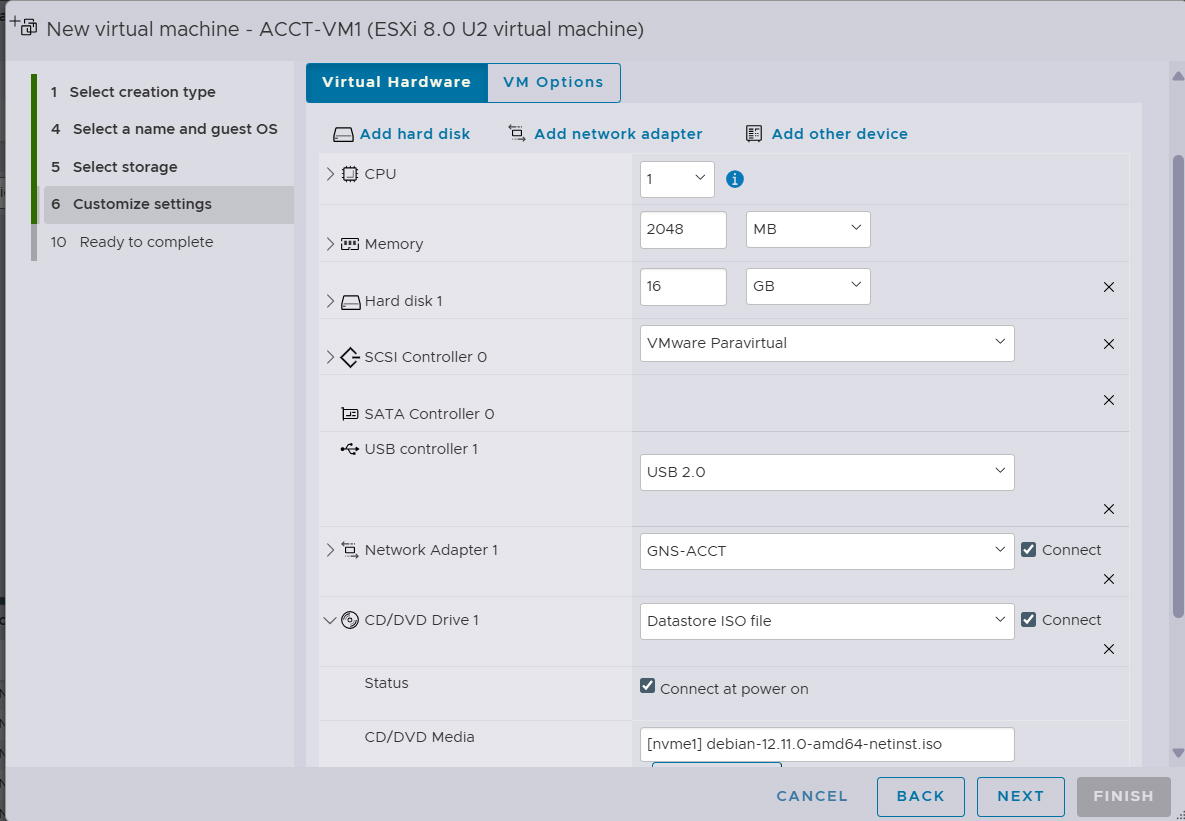 New virtual machine - ACCT-VM1 (ESXi 8.0 U2 virtual machine)
1 Select creation type
4 Select a name and guest OS
5 Select storage
6 Customize settings
10 Ready to complete
Virtual Hardware VM Options
Add hard disk Add network adapter Add other device
CPU 1
Memory 2048 MB
Hard disk 1 16 GB
SCSI Controller 0 VMware Paravirtual
SATA Controller 0
USB controller 1 USB 2.0
Network Adapter 1 GNS-ACCT Connect
CD/DVD Drive 1 Datastore ISO file Connect
Status Connect at power on
CD/DVD Media [nvme1] debian-12.11.0-amd64-netinst.iso
CANCEL BACK NEXT FINISH